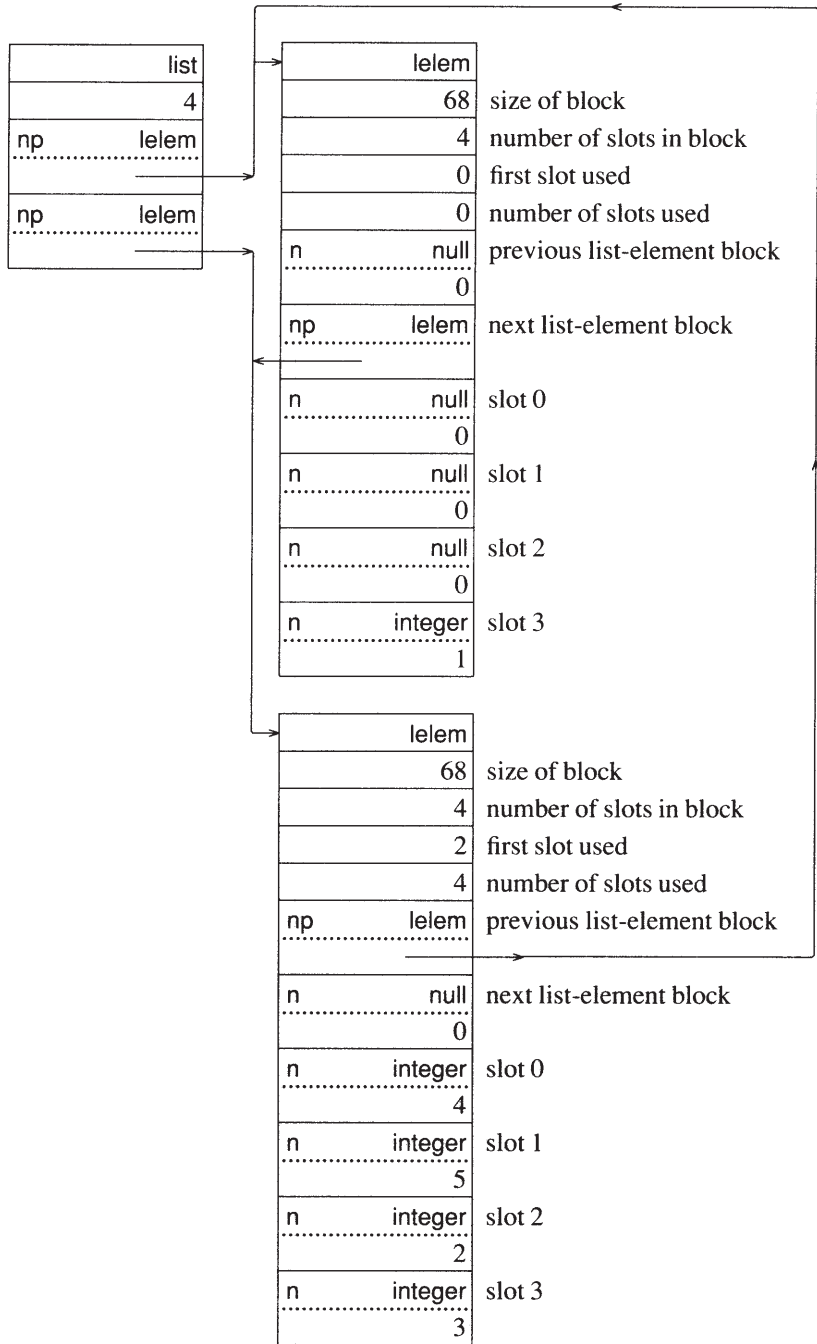 list
4
np lelem
np lelem
lelem
68 size of block
4 number of slots in block
0 first slot used
0 number of slots used
n null previous list-element block
0
np lelem next list-element block
n null slot 0
0
n null slot 1
0
n null slot 2
0
n integer slot 3
1
lelem
68 size of block
4 number of slots in block
2 first slot used
4 number of slots used
np lelem previous list-element block
n null next list-element block
0
n integer slot 0
4
n integer slot 1
5
n integer slot 2
2
n integer slot 3
3